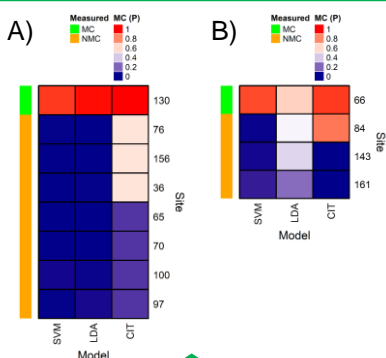 A)
Measured MC (P)
MC 1
NMC 0.8
0.6
0.4
0.2
0
130
76
156
36
65
70
100
97
Site
SVM LDA CIT
Model
B)
Measured MC (P)
MC 1
NMC 0.8
0.6
0.4
0.2
0
66
84
143
161
Site
SVM LDA CIT
Model